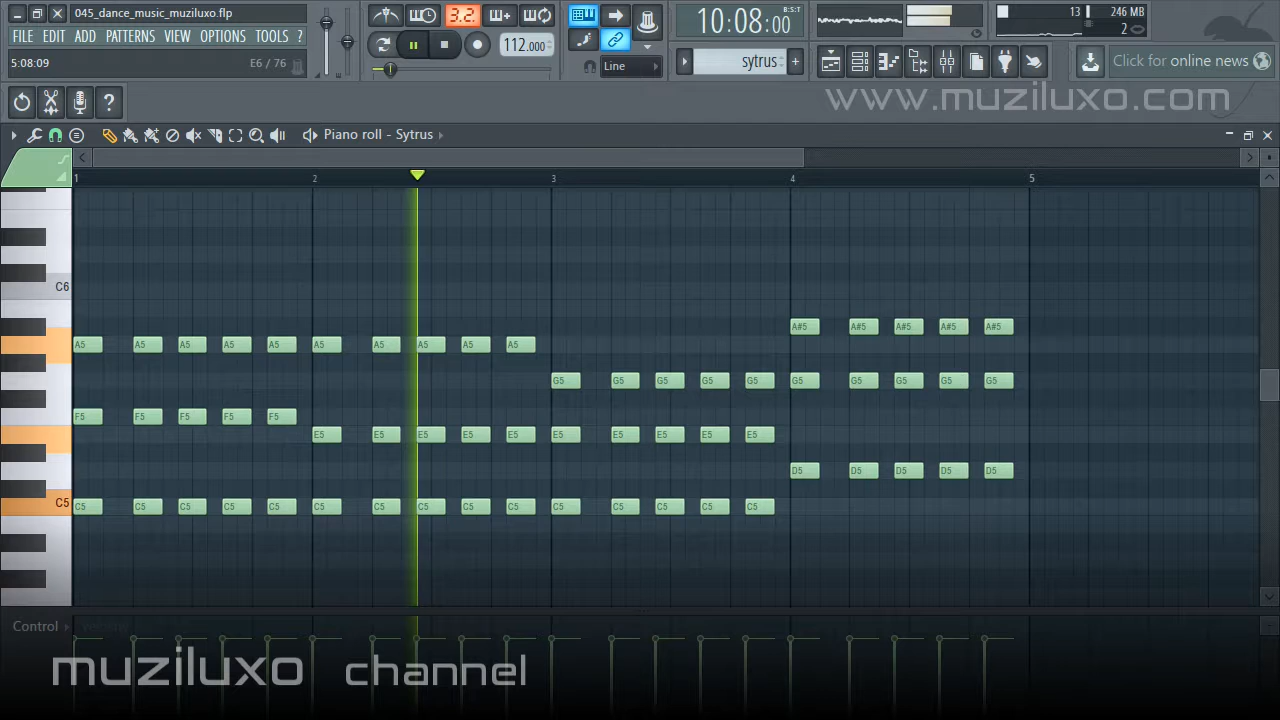 045_dance_music_muziluxo.flp
FILE EDIT ADD PATTERNS VIEW OPTIONS TOOLS ?
5:08:09 E6 / 76
3.2.
112.000
Line
10:08:00 B:S:T
sytrus
13 246 MB
2
Click for online news
www.muziluxo.com
Piano roll - Sytrus
1 2 3 4 5
C6
A#5 A#5 A#5 A#5 A#5
A5 A5 A5 A5 A5 A5 A5 A5 A5 A5
G5 G5 G5 G5 G5 G5 G5 G5 G5 G5
F5 F5 F5 F5 F5
E5 E5 E5 E5 E5 E5 E5 E5 E5 E5
D5 D5 D5 D5 D5
C5 C5 C5 C5 C5 C5 C5 C5 C5 C5 C5 C5 C5 C5 C5 C5
Control Velocity
muziluxo channel